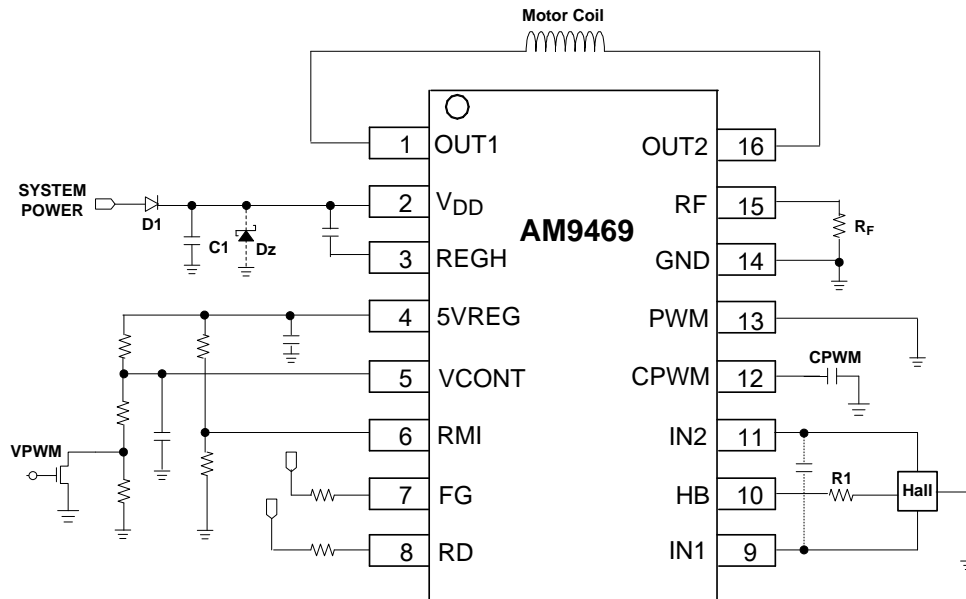 Motor Coil
1 OUT1
OUT2 16
SYSTEM
POWER
D1
C1
Dz
2 VDD
RF 15
RF
AM9469
3 REGH
GND 14
4 5VREG
PWM 13
5 VCONT
CPWM 12
CPWM
6 RMI
IN2 11
VPWM
7 FG
HB 10
R1
Hall
8 RD
IN1 9